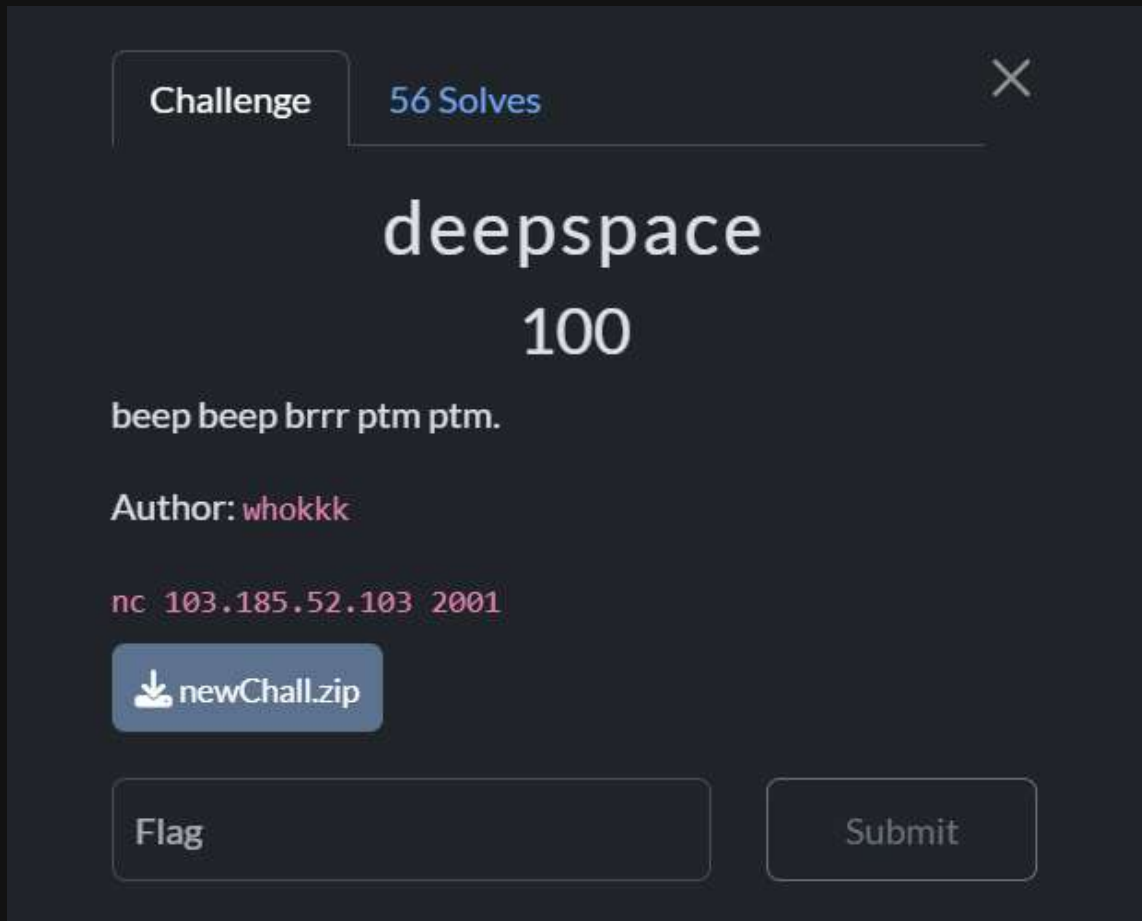 Challenge 56 Solves
deepspace
100
beep beep brrr ptm ptm.
Author: whokkk
nc 103.185.52.103 2001
newChall.zip
Flag Submit